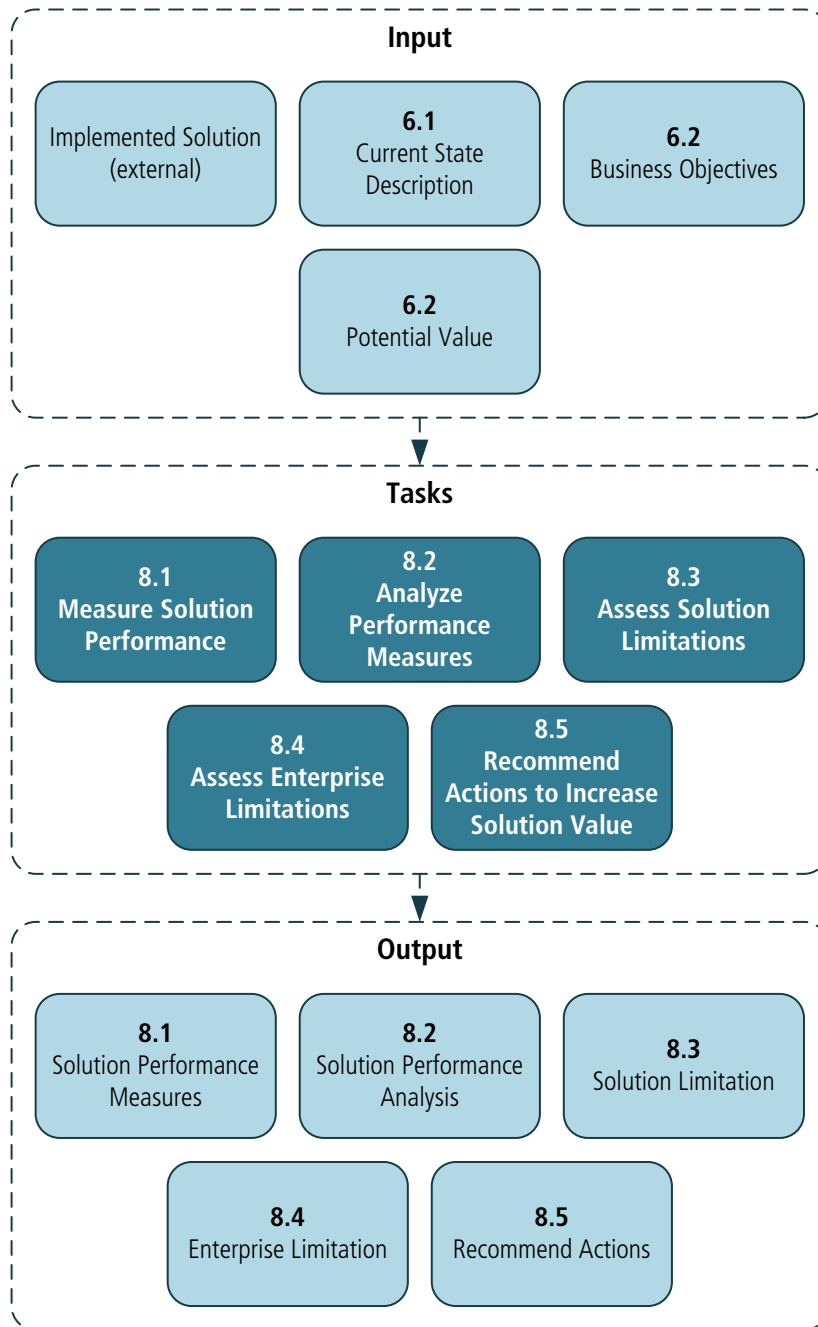 Input
Implemented Solution
(external)
6.1
Current State
Description
6.2
Business Objectives
6.2
Potential Value
Tasks
8.1
Measure Solution
Performance
8.2
Analyze
Performance
Measures
8.3
Assess Solution
Limitations
8.4
Assess Enterprise
Limitations
8.5
Recommend
Actions to Increase
Solution Value
Output
8.1
Solution Performance
Measures
8.2
Solution Performance
Analysis
8.3
Solution Limitation
8.4
Enterprise Limitation
8.5
Recommend Actions